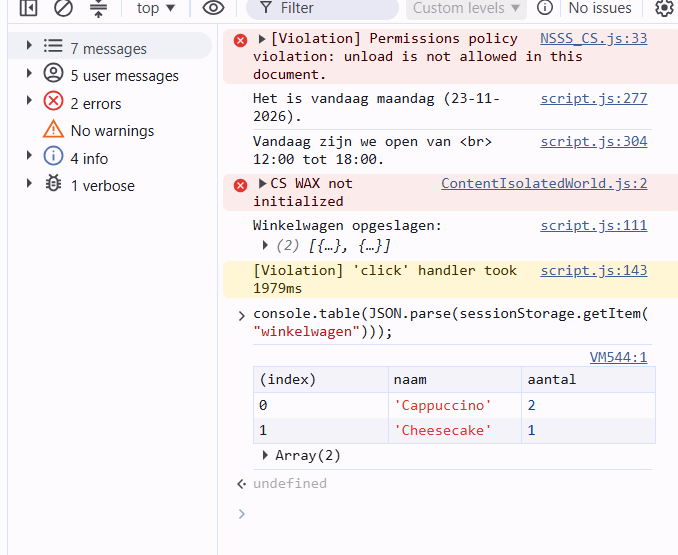 top ▼
Filter
Custom levels ▼
No issues
7 messages
5 user messages
2 errors
No warnings
4 info
1 verbose
[Violation] Permissions policy NSSS_CS.js:33
violation: unload is not allowed in this
document.
Het is vandaag maandag (23-11- script.js:277
2026).
Vandaag zijn we open van <br> script.js:304
12:00 tot 18:00.
CS WAX not ContentIsolatedWorld.js:2
initialized
Winkelwagen opgeslagen: script.js:111
(2) [{…}, {…}]
[Violation] 'click' handler took script.js:143
1979ms
console.table(JSON.parse(sessionStorage.getItem(
"winkelwagen")));
VM544:1
(index) naam aantal
0 'Cappuccino' 2
1 'Cheesecake' 1
Array(2)
undefined